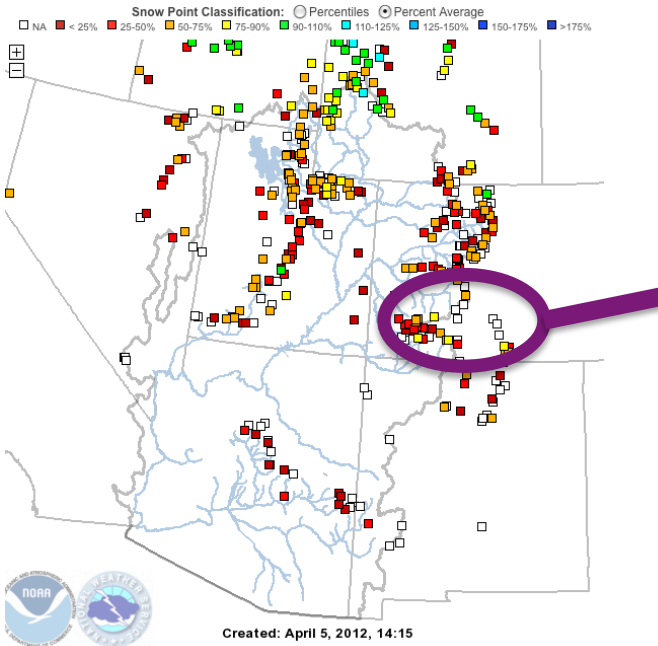 Snow Point Classification: Percentiles Percent Average
NA < 25% 25-50% 50-75% 75-90% 90-110% 110-125% 125-150% 150-175% >175%
+
−
NOAA
Created: April 5, 2012, 14:15